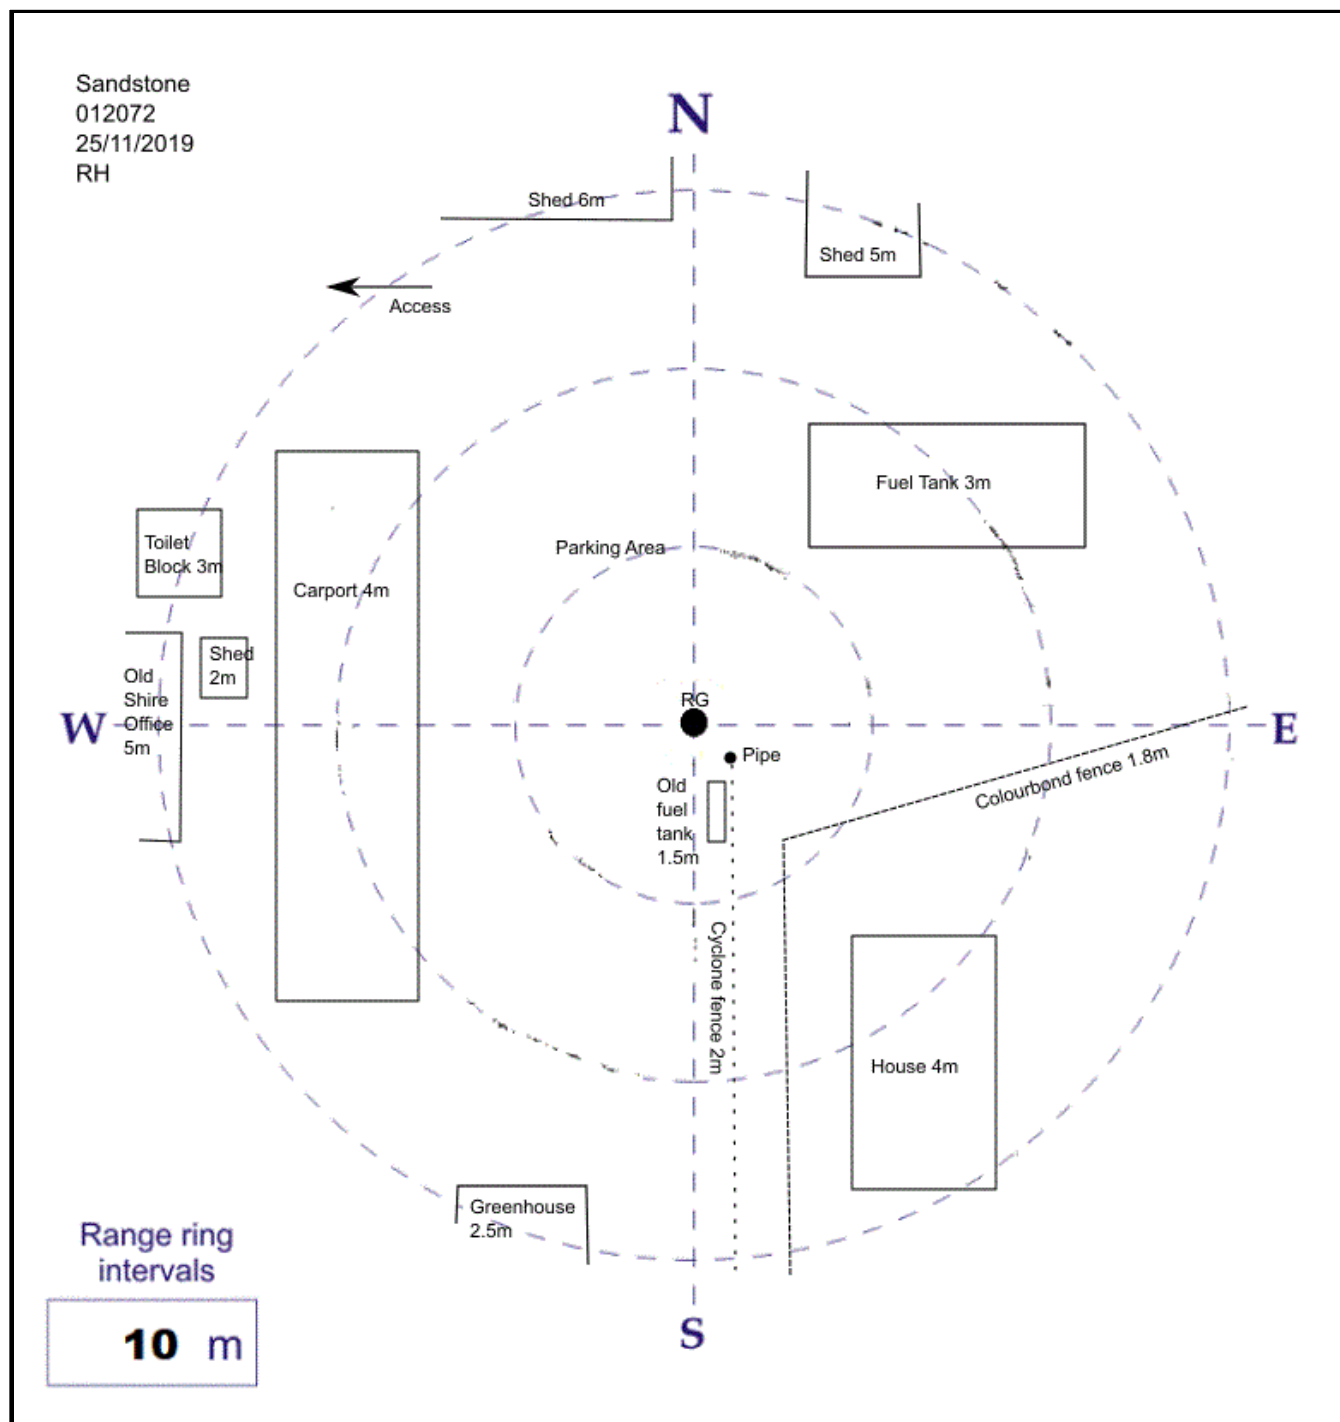 Sandstone
012072
25/11/2019
RH
N
Shed 6m
Shed 5m
Access
Fuel Tank 3m
Toilet
Block 3m
Parking Area
Carport 4m
Shed
2m
Old
Shire
Office
5m
RG
W
E
Pipe
Colourbond fence 1.8m
Old
fuel
tank
1.5m
Cyclone fence 2m
House 4m
Greenhouse
2.5m
Range ring
intervals
10 m
S